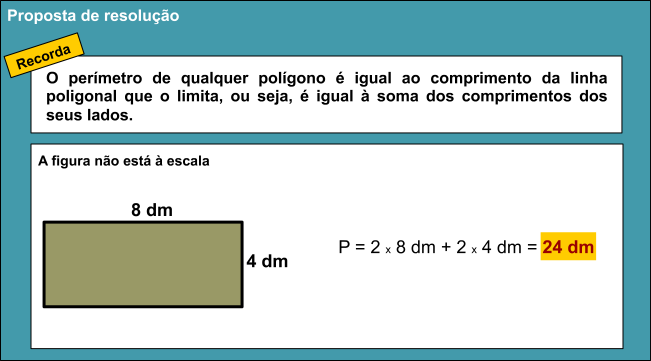 Proposta de resolução
Recorda
O perímetro de qualquer polígono é igual ao comprimento da linha
poligonal que o limita, ou seja, é igual à soma dos comprimentos dos
seus lados.
A figura não está à escala
8 dm
4 dm
P = 2 x 8 dm + 2 x 4 dm = 24 dm